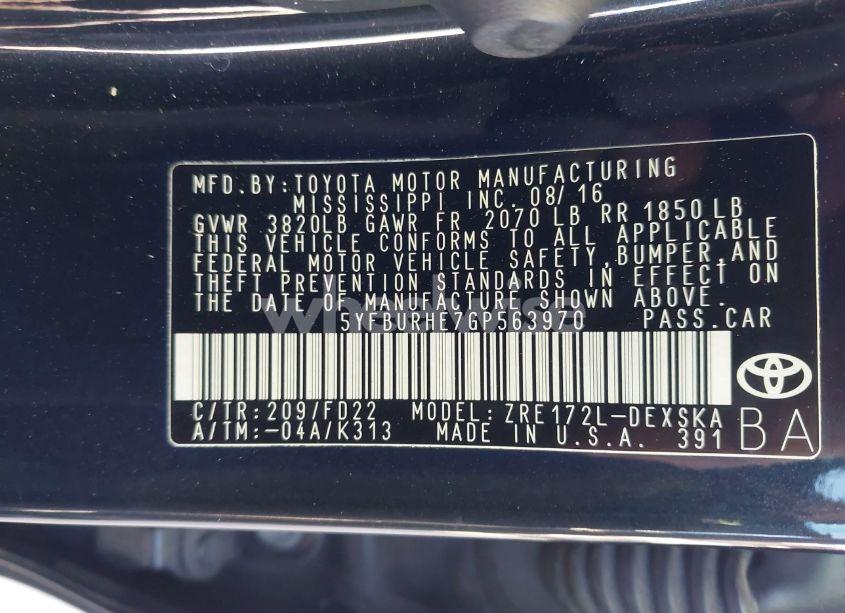 MFD.BY:TOYOTA MOTOR MANUFACTURING
MISSISSIPPI INC. 08/16
GVWR 3820LB GAWR FR 2070 LB RR 1850LB
THIS VEHICLE CONFORMS TO ALL APPLICABLE
FEDERAL MOTOR VEHICLE SAFETY,BUMPER,AND
THEFT PREVENTION STANDARDS IN EFFECT ON
THE DATE OF MANUFACTURE SHOWN ABOVE.
5YFBURHE7GP563970 PASS.CAR
C/TR:209/FD22 MODEL:ZRE172L-DEXSKA
A/TM:-04A/K313 MADE IN U.S.A. 391
BA